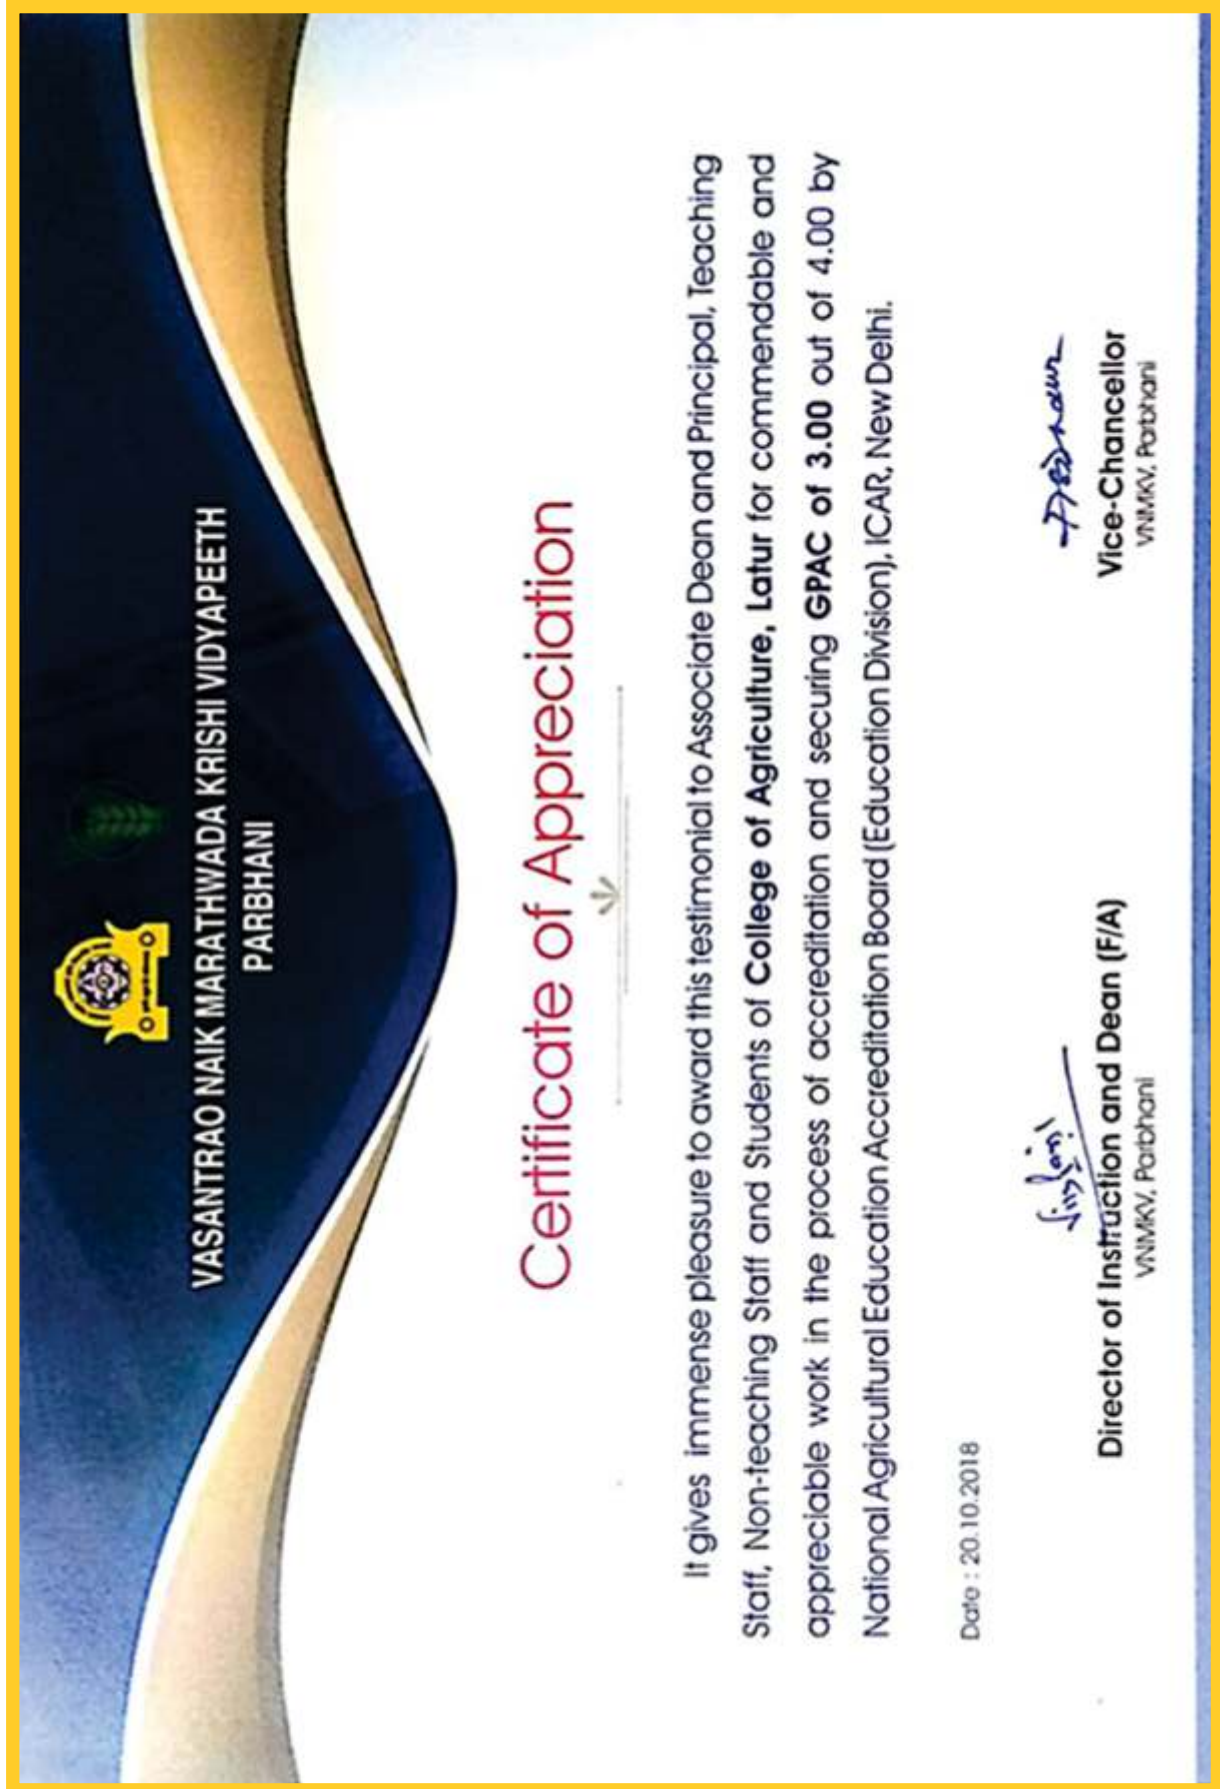 VASANTRAO NAIK MARATHWADA KRISHI VIDYAPEETH
PARBHANI
Certificate of Appreciation
It gives immense pleasure to award this testimonial to Associate Dean and Principal, Teaching
Staff, Non-teaching Staff and Students of College of Agriculture, Latur for commendable and
appreciable work in the process of accreditation and securing GPAC of 3.00 out of 4.00 by
National Agricultural Education Accreditation Board (Education Division), ICAR, New Delhi.
Date : 20.10.2018
Director of Instruction and Dean (F/A)
VNMKV, Parbhani
Vice-Chancellor
VNMKV, Parbhani